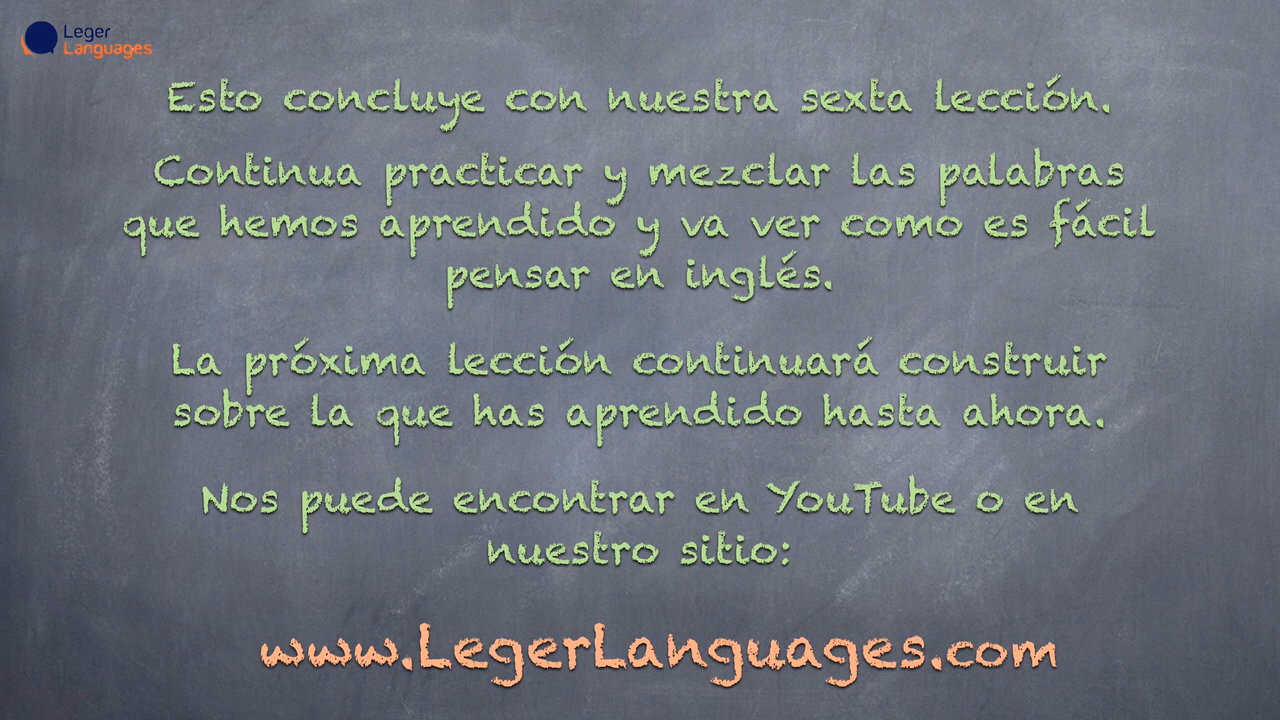 Leger
Languages
Esto concluye con nuestra sexta lección.
Continua practicar y mezclar las palabras
que hemos aprendido y va ver como es fácil
pensar en inglés.
La próxima lección continuará construir
sobre la que has aprendido hasta ahora.
Nos puede encontrar en YouTube o en
nuestro sitio:
www.LegerLanguages.com